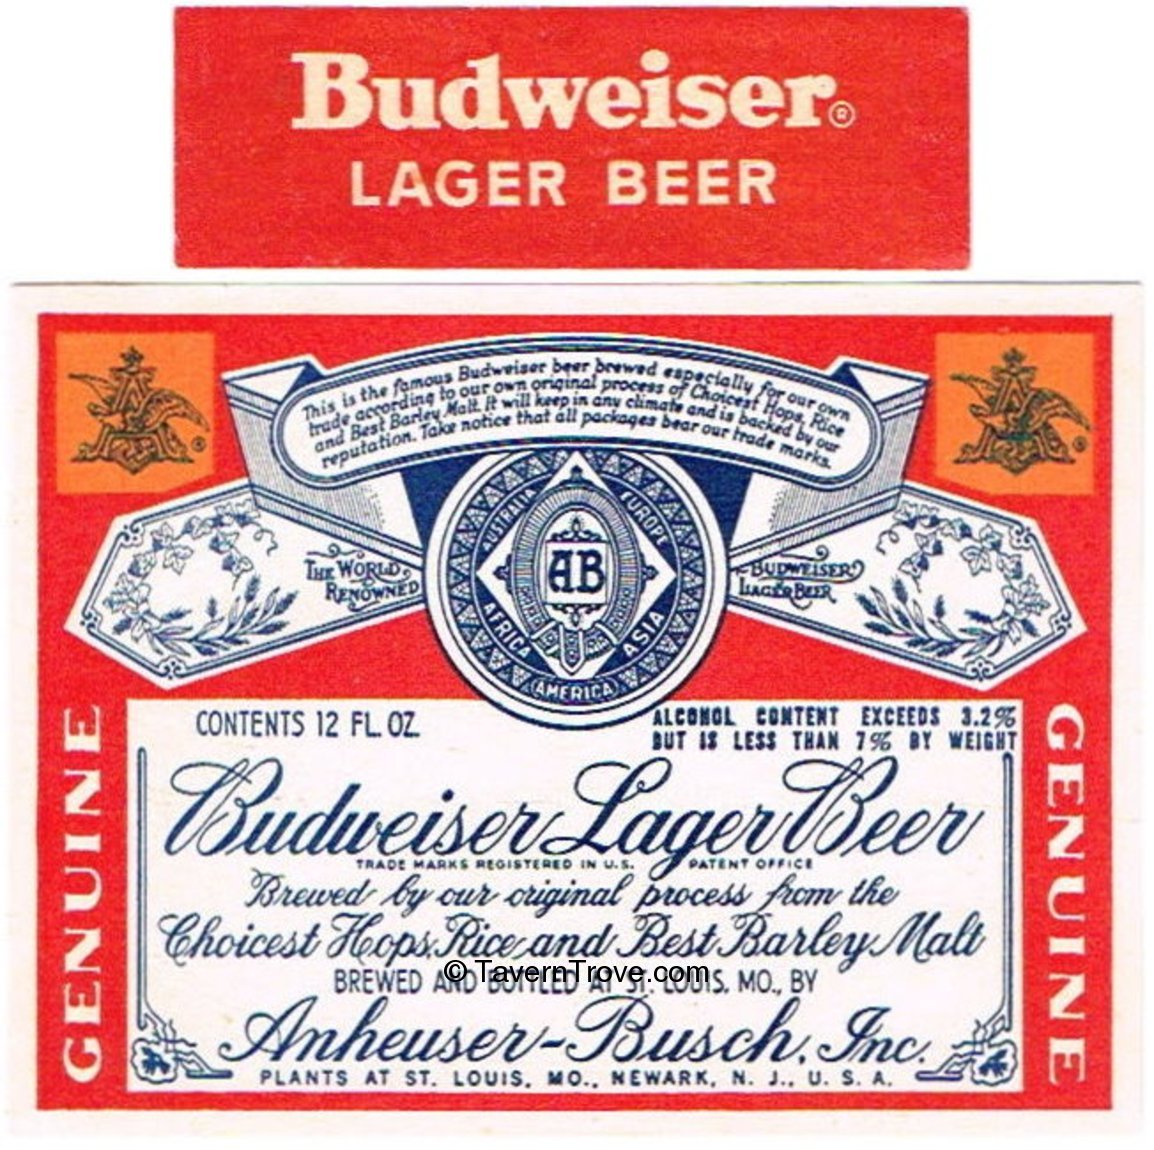 Budweiser®
LAGER BEER
This is the famous Budweiser beer brewed especially for our own
trade according to our own original process of Choicest Hops, Rice
and Best Barley Malt. It will keep in any climate and is backed by our
reputation. Take notice that all packages bear our trade marks.
THE WORLD
RENOWNED
AUSTRALIA
EUROPE
AB
AFRICA
ASIA
AMERICA
BUDWEISER
LAGER BEER
GENUINE
CONTENTS 12 FL. OZ.
ALCOHOL CONTENT EXCEEDS 3.2%
BUT IS LESS THAN 7% BY WEIGHT
Budweiser Lager Beer
TRADE MARKS REGISTERED IN U.S. PATENT OFFICE
Brewed by our original process from the
Choicest Hops, Rice and Best Barley Malt
© TavernTrove.com
BREWED AND BOTTLED AT ST. LOUIS, MO., BY
Anheuser-Busch, Inc.
PLANTS AT ST. LOUIS, MO., NEWARK, N. J., U. S. A.
GENUINE